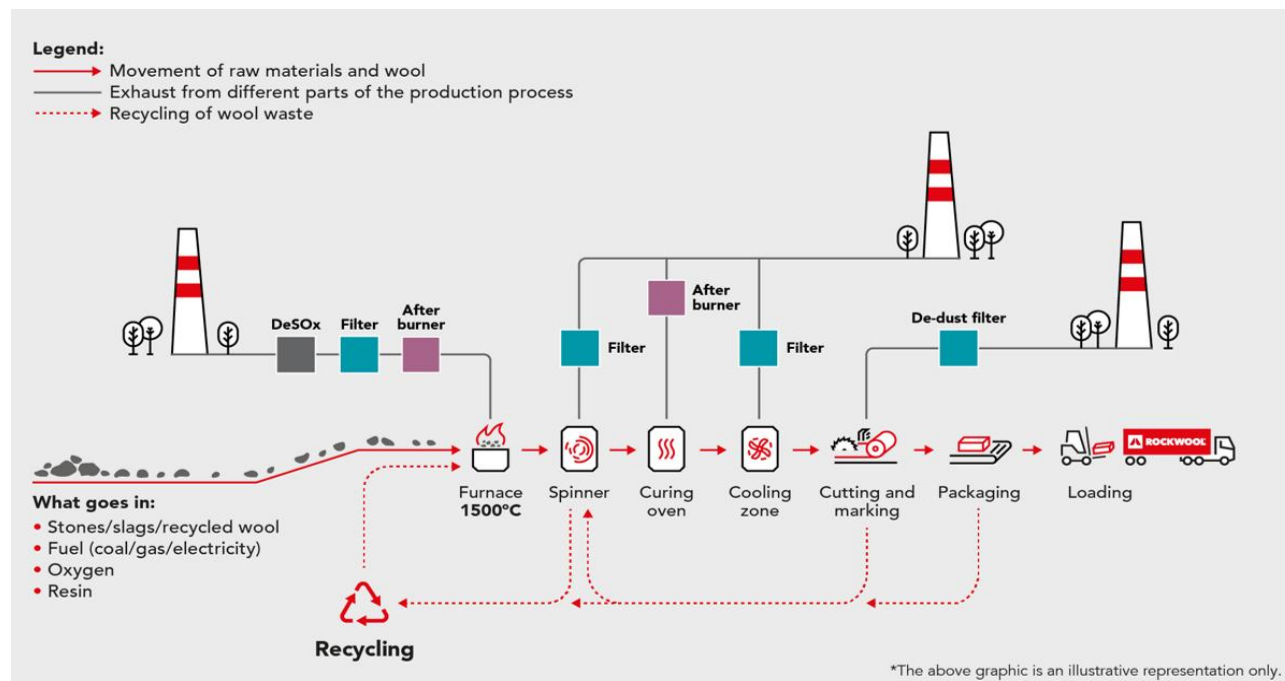 Legend:
Movement of raw materials and wool
Exhaust from different parts of the production process
Recycling of wool waste
DeSOx
Filter
After
burner
Filter
After
burner
Filter
De-dust filter
ROCKWOOL
What goes in:
• Stones/slags/recycled wool
• Fuel (coal/gas/electricity)
• Oxygen
• Resin
Furnace
1500°C
Spinner
Curing
oven
Cooling
zone
Cutting and
marking
Packaging
Loading
Recycling
*The above graphic is an illustrative representation only.